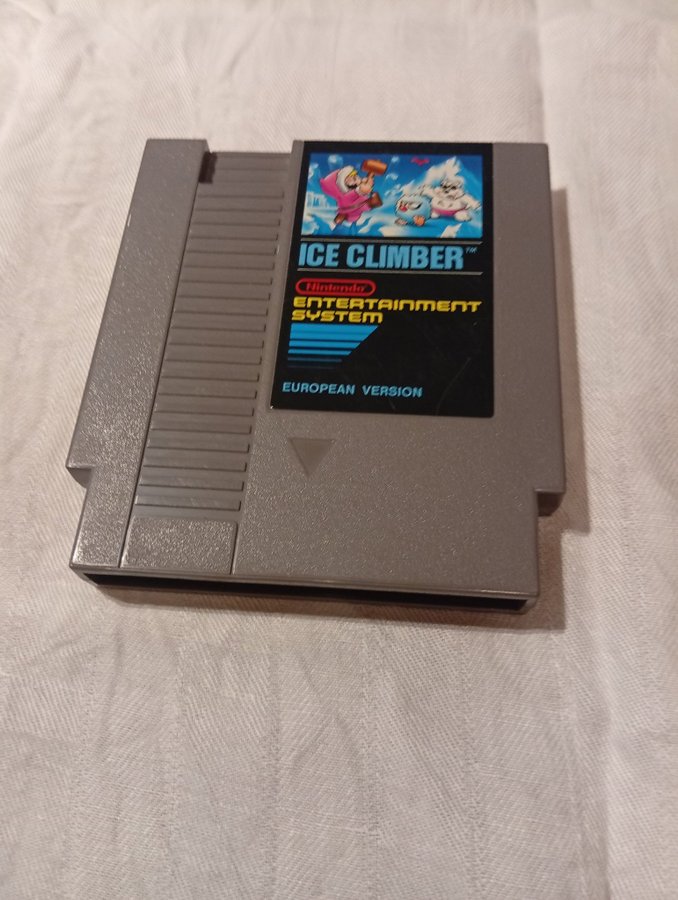 ICE CLIMBER™
Nintendo
ENTERTAINMENT
SYSTEM
EUROPEAN VERSION